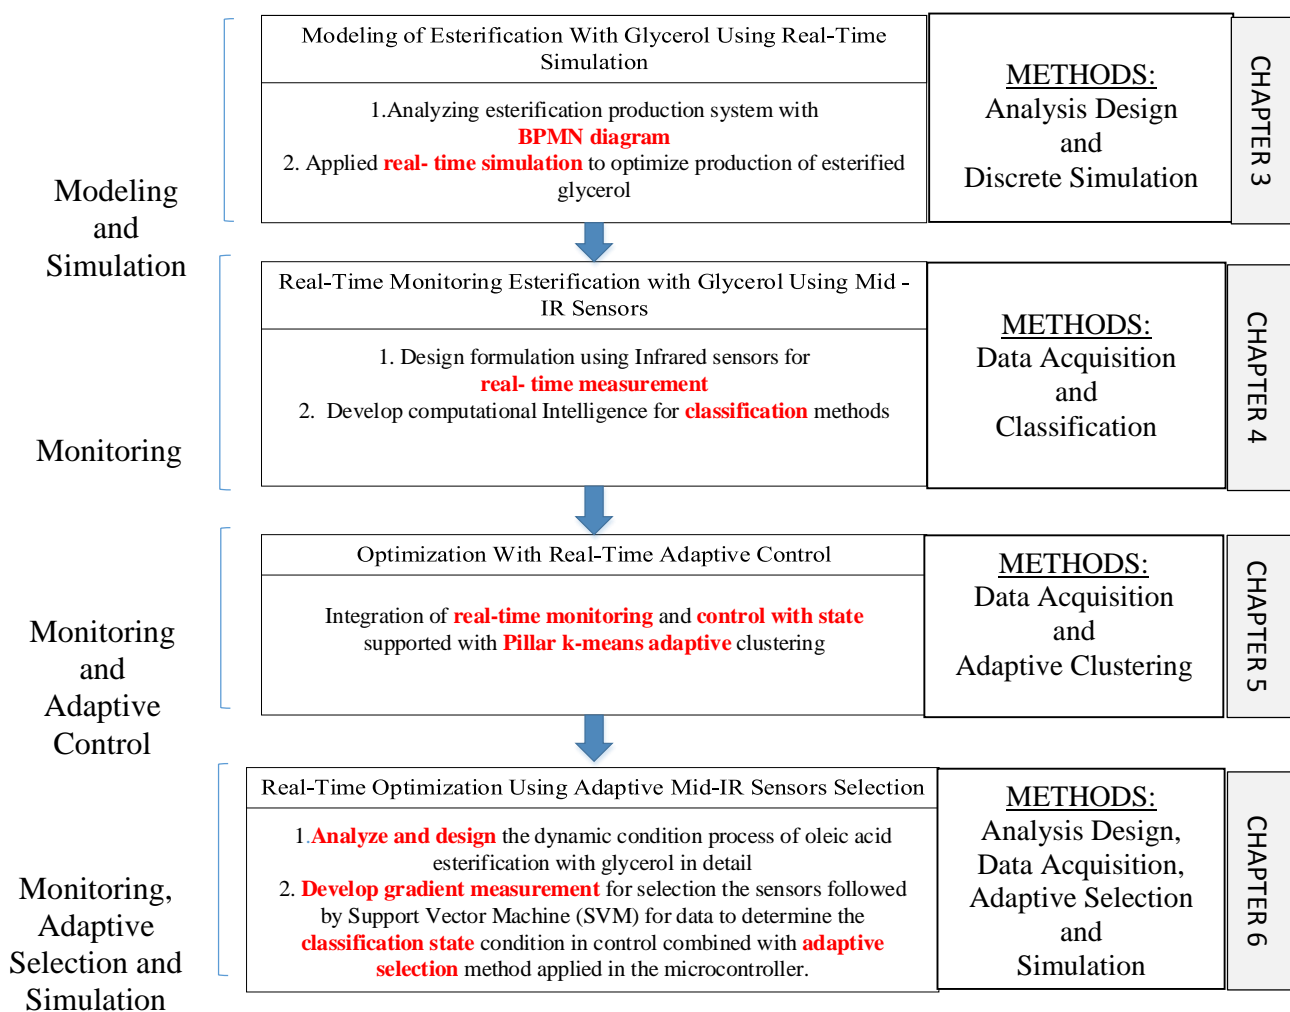 Modeling
and
Simulation
Modeling of Esterification With Glycerol Using Real-Time
Simulation
1.Analyzing esterification production system with
BPMN diagram
2. Applied real- time simulation to optimize production of esterified
glycerol
METHODS:
Analysis Design
and
Discrete Simulation
CHAPTER 3
Monitoring
Real-Time Monitoring Esterification with Glycerol Using Mid -
IR Sensors
1. Design formulation using Infrared sensors for
real- time measurement
2. Develop computational Intelligence for classification methods
METHODS:
Data Acquisition
and
Classification
CHAPTER 4
Monitoring
and
Adaptive
Control
Optimization With Real-Time Adaptive Control
Integration of real-time monitoring and control with state
supported with Pillar k-means adaptive clustering
METHODS:
Data Acquisition
and
Adaptive Clustering
CHAPTER 5
Monitoring,
Adaptive
Selection and
Simulation
Real-Time Optimization Using Adaptive Mid-IR Sensors Selection
1.Analyze and design the dynamic condition process of oleic acid
esterification with glycerol in detail
2. Develop gradient measurement for selection the sensors followed
by Support Vector Machine (SVM) for data to determine the
classification state condition in control combined with adaptive
selection method applied in the microcontroller.
METHODS:
Analysis Design,
Data Acquisition,
Adaptive Selection
and
Simulation
CHAPTER 6